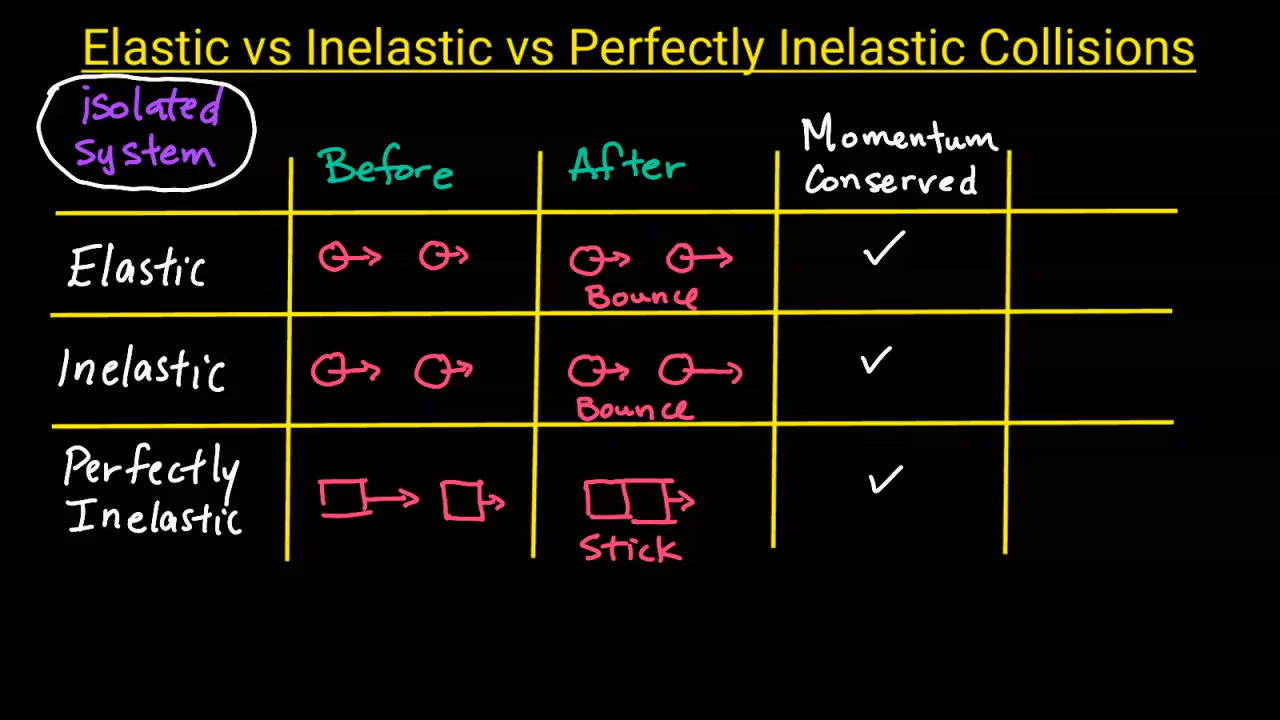 Elastic vs Inelastic vs Perfectly Inelastic Collisions
isolated
system
Before
After
Momentum
Conserved
Elastic
Bounce
Inelastic
Bounce
Perfectly
Inelastic
Stick